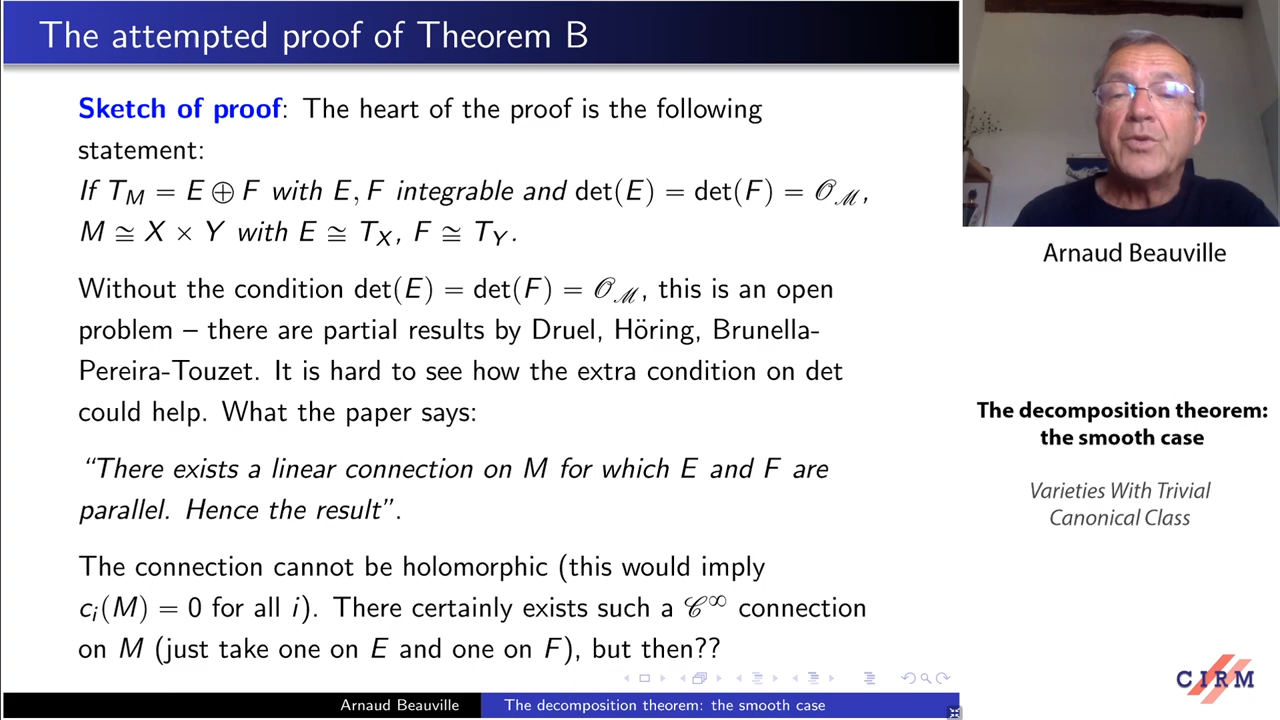 The attempted proof of Theorem B
Sketch of proof: The heart of the proof is the following
statement:
If T_M = E ⊕ F with E, F integrable and det(E) = det(F) = 𝒪_ℳ,
M ≅ X × Y with E ≅ T_X, F ≅ T_Y.
Without the condition det(E) = det(F) = 𝒪_ℳ, this is an open
problem – there are partial results by Druel, Höring, Brunella-
Pereira-Touzet. It is hard to see how the extra condition on det
could help. What the paper says:
“There exists a linear connection on M for which E and F are
parallel. Hence the result”.
The connection cannot be holomorphic (this would imply
c_i(M) = 0 for all i). There certainly exists such a 𝒞^∞ connection
on M (just take one on E and one on F), but then??
Arnaud Beauville
The decomposition theorem: the smooth case
Arnaud Beauville
The decomposition theorem:
the smooth case
Varieties With Trivial
Canonical Class
CIRM